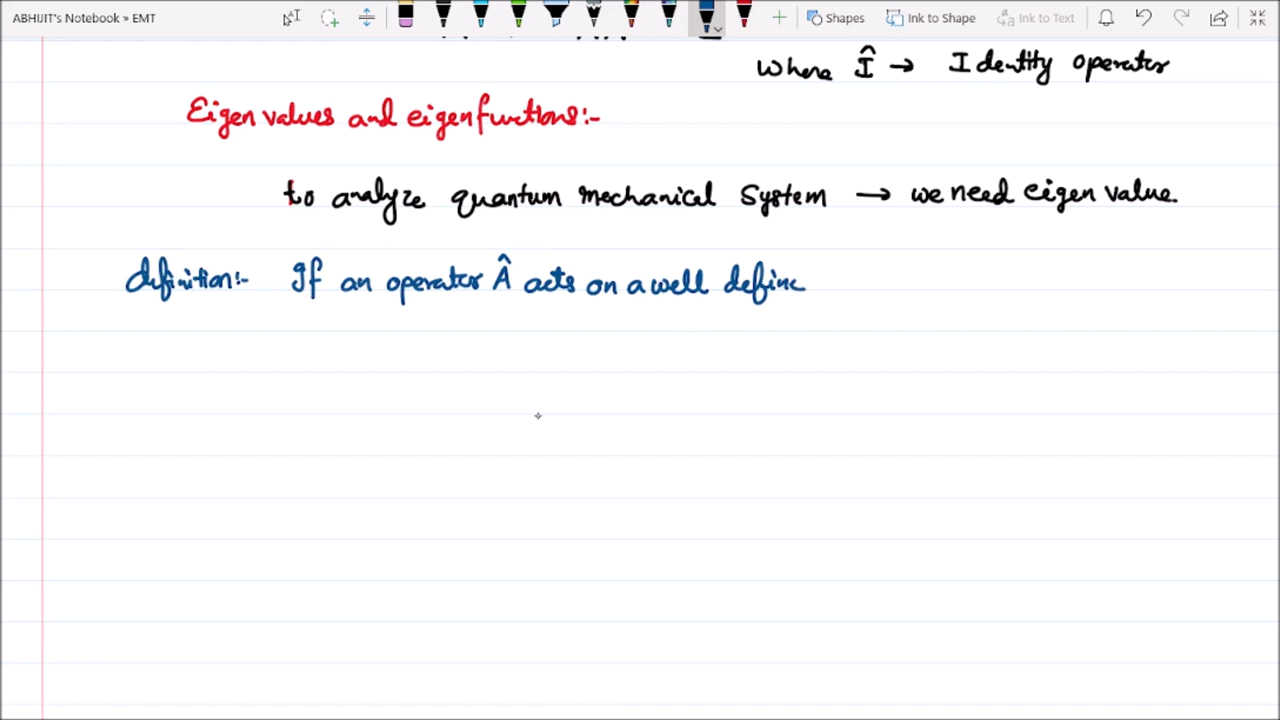 ABHIJIT's Notebook » EMT
Shapes
Ink to Shape
Ink to Text
where Î → Identity operator
Eigen values and eigenfunctions:-
to analyze quantum mechanical system → we need eigen value.
definition:- If an operator Â acts on a well define